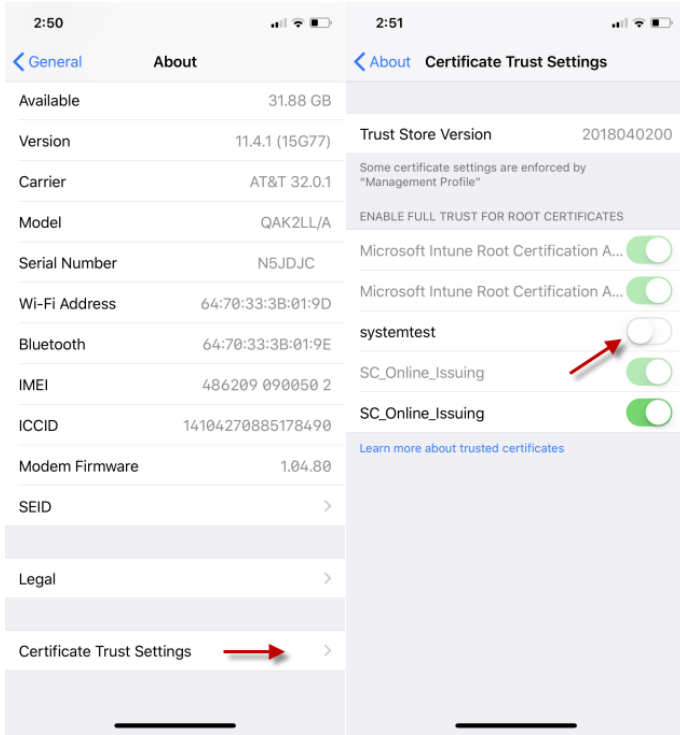 2:50
General
About
Available 31.88 GB
Version 11.4.1 (15G77)
Carrier AT&T 32.0.1
Model QAK2LL/A
Serial Number N5JDJC
Wi-Fi Address 64:70:33:3B:01:9D
Bluetooth 64:70:33:3B:01:9E
IMEI 486209 090050 2
ICCID 14104270885178490
Modem Firmware 1.04.80
SEID
Legal
Certificate Trust Settings
2:51
About
Certificate Trust Settings
Trust Store Version 2018040200
Some certificate settings are enforced by
“Management Profile”
ENABLE FULL TRUST FOR ROOT CERTIFICATES
Microsoft Intune Root Certification A...
Microsoft Intune Root Certification A...
systemtest
SC_Online_Issuing
SC_Online_Issuing
Learn more about trusted certificates